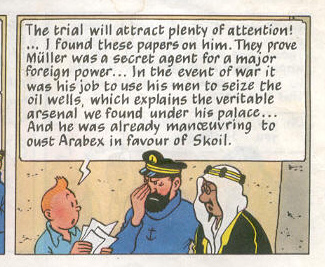 The trial will attract plenty of attention!
... I found these papers on him. They prove
Müller was a secret agent for a major
foreign power... In the event of war it
was his job to use his men to seize the
oil wells, which explains the veritable
arsenal we found under his palace...
And he was already manœuvring to
oust Arabex in favour of Skoil.